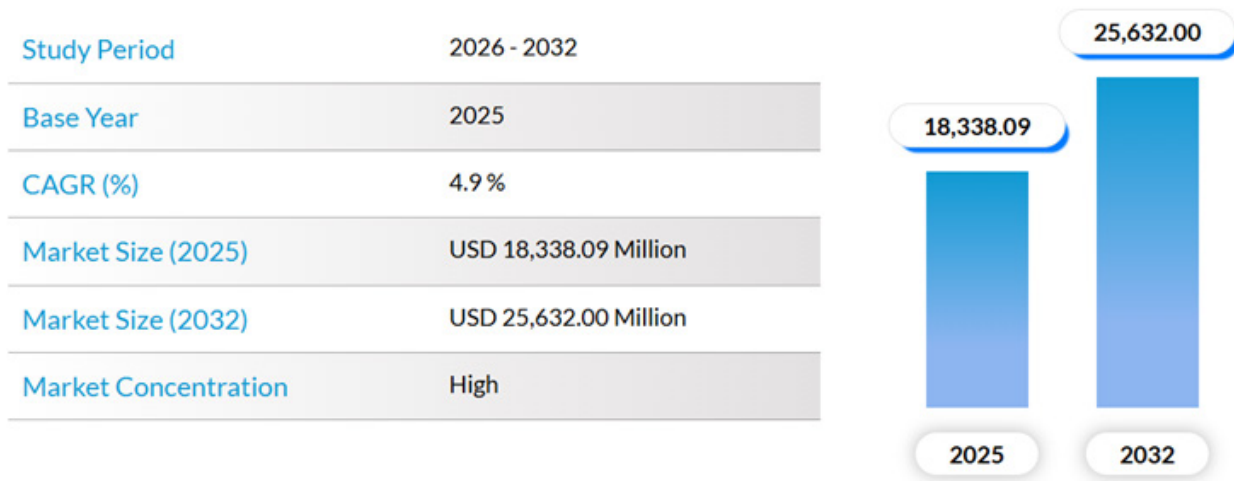 Study Period 2026 - 2032
Base Year 2025
CAGR (%) 4.9 %
Market Size (2025) USD 18,338.09 Million
Market Size (2032) USD 25,632.00 Million
Market Concentration High
25,632.00
18,338.09
2025 2032